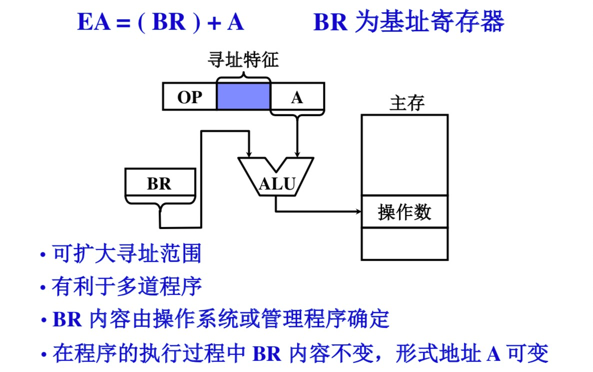 EA = ( BR ) + A BR 为基址寄存器
寻址特征
OP A 主存
BR ALU 操作数
• 可扩大寻址范围
• 有利于多道程序
• BR 内容由操作系统或管理程序确定
• 在程序的执行过程中 BR 内容不变，形式地址 A 可变